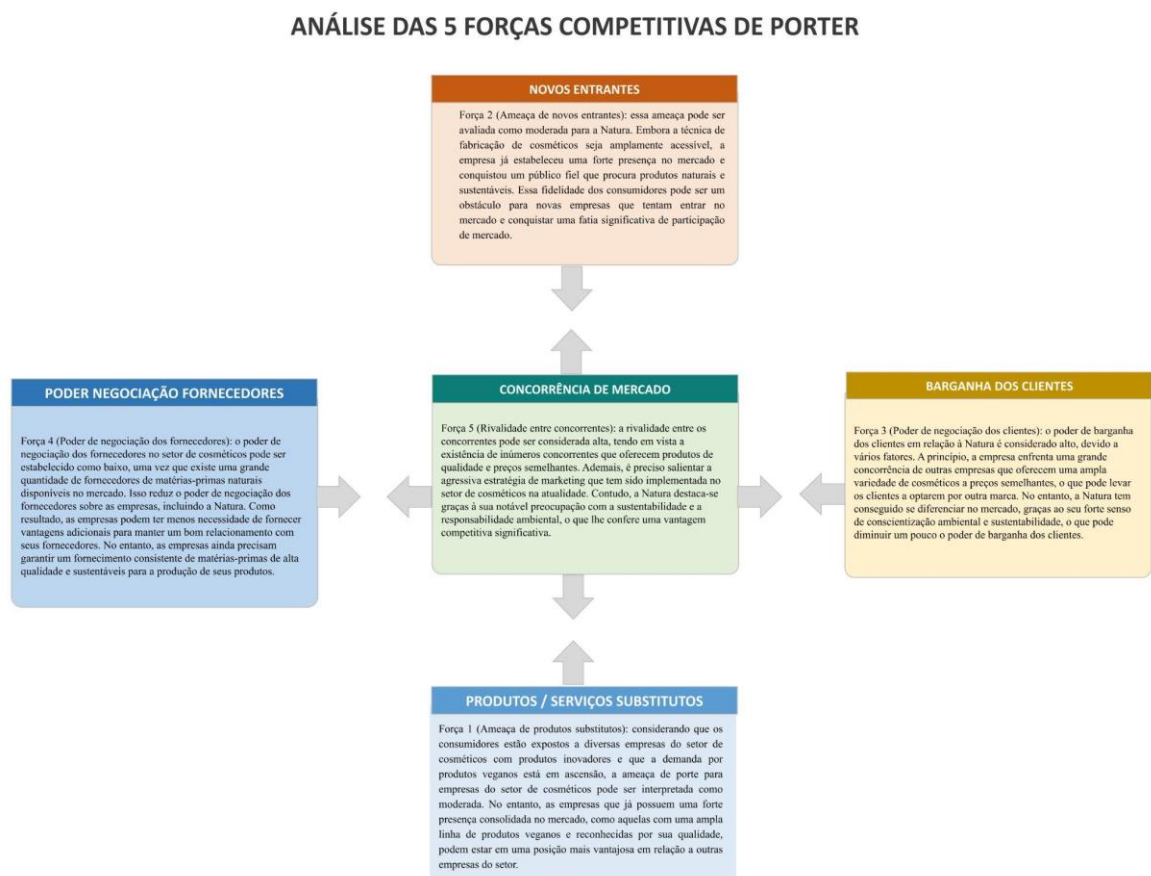 ANÁLISE DAS 5 FORÇAS COMPETITIVAS DE PORTER
NOVOS ENTRANTES
Força 2 (Ameaça de novos entrantes): essa ameaça pode ser
avaliada como moderada para a Natura. Embora a técnica de
fabricação de cosméticos seja amplamente acessível, a
empresa já estabeleceu uma forte presença no mercado e
conquistou um público fiel que procura produtos naturais e
sustentáveis. Essa fidelidade dos consumidores pode ser um
obstáculo para novas empresas que tentam entrar no
mercado e conquistar uma fatia significativa de participação
de mercado.
PODER NEGOCIAÇÃO FORNECEDORES
Força 4 (Poder de negociação dos fornecedores): o poder de
negociação dos fornecedores no setor de cosméticos pode ser
estabelecido como baixo, uma vez que existe uma grande
quantidade de fornecedores de matérias-primas naturais
disponíveis no mercado. Isso reduz o poder de negociação dos
fornecedores sobre as empresas, incluindo a Natura. Como
resultado, as empresas podem ter menos necessidade de fornecer
vantagens adicionais para manter um bom relacionamento com
seus fornecedores. No entanto, as empresas ainda precisam
garantir um fornecimento consistente de matérias-primas de alta
qualidade e sustentáveis para a produção de seus produtos.
CONCORRÊNCIA DE MERCADO
Força 5 (Rivalidade entre concorrentes): a rivalidade entre os
concorrentes pode ser considerada alta, tendo em vista a
existência de inúmeros concorrentes que oferecem produtos de
qualidade e preços semelhantes. Ademais, é preciso salientar a
agressiva estratégia de marketing que tem sido implementada no
setor de cosméticos na atualidade. Contudo, a Natura destaca-se
graças à sua notável preocupação com a sustentabilidade e a
responsabilidade ambiental, o que lhe confere uma vantagem
competitiva significativa.
BARGANHA DOS CLIENTES
Força 3 (Poder de negociação dos clientes): o poder de barganha
dos clientes em relação à Natura é considerado alto, devido a
vários fatores. A princípio, a empresa enfrenta uma grande
concorrência de outras empresas que oferecem uma ampla
variedade de cosméticos a preços semelhantes, o que pode levar
os clientes a optarem por outra marca. No entanto, a Natura tem
conseguido se diferenciar no mercado, graças ao seu forte senso
de conscientização ambiental e sustentabilidade, o que pode
diminuir um pouco o poder de barganha dos clientes.
PRODUTOS / SERVIÇOS SUBSTITUTOS
Força 1 (Ameaça de produtos substitutos): considerando que os
consumidores estão expostos a diversas empresas do setor de
cosméticos com produtos inovadores e que a demanda por
produtos veganos está em ascensão, a ameaça de porte para
empresas do setor de cosméticos pode ser interpretada como
moderada. No entanto, as empresas que já possuem uma forte
presença consolidada no mercado, como aquelas com uma ampla
linha de produtos veganos e reconhecidas por sua qualidade,
podem estar em uma posição mais vantajosa em relação a outras
empresas do setor.